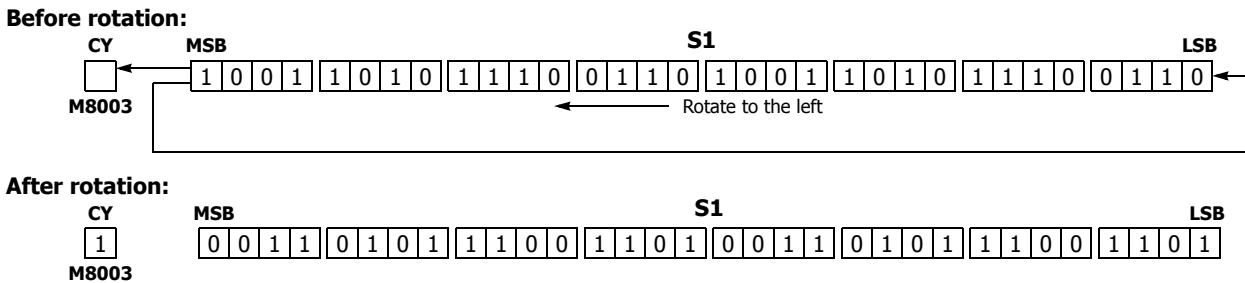 Before rotation:
CY MSB S1 LSB
1 0 0 1 1 0 1 0 1 1 1 0 0 1 1 0 1 0 0 1 1 0 1 0 1 1 1 0 0 1 1 0
M8003 Rotate to the left
After rotation:
CY MSB S1 LSB
1 0 0 1 1 0 1 0 1 1 1 0 0 1 1 0 1 0 0 1 1 0 1 0 1 1 1 0 0 1 1 0 1
M8003